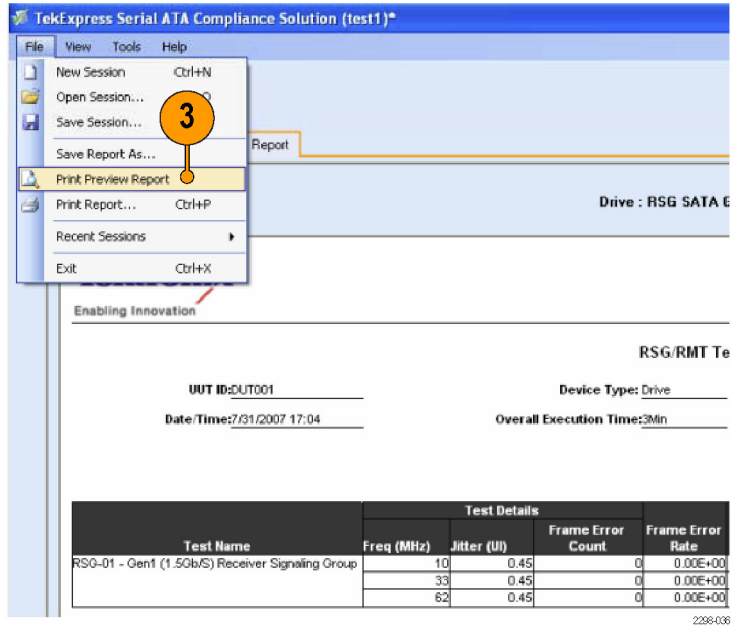 TekExpress Serial ATA Compliance Solution (test1)*
File View Tools Help
New Session Ctrl+N
Open Session...
Save Session...
3
Save Report As...
Report
Print Preview Report
Print Report... Ctrl+P
Drive : RSG SATA
Recent Sessions
Exit Ctrl+X
Enabling Innovation
RSG/RMT Te
UUT ID:DUT001 Device Type: Drive
Date/Time:7/31/2007 17:04 Overall Execution Time:3Min
Test Details
Test Name Freq (MHz) Jitter (UI) Frame Error Count Frame Error Rate
RSG-01 - Gen1 (1.5Gb/S) Receiver Signaling Group 10 0.45 0 0.00E+00
33 0.45 0 0.00E+00
62 0.45 0 0.00E+00
2298-036